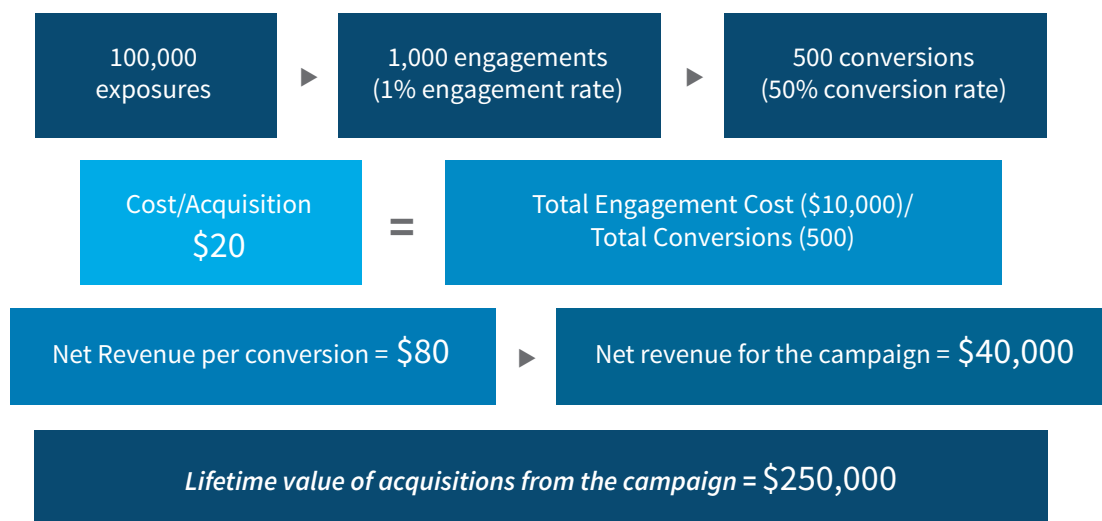 100,000
exposures
1,000 engagements
(1% engagement rate)
500 conversions
(50% conversion rate)
Cost/Acquisition
$20
=
Total Engagement Cost ($10,000)/
Total Conversions (500)
Net Revenue per conversion = $80
Net revenue for the campaign = $40,000
Lifetime value of acquisitions from the campaign = $250,000